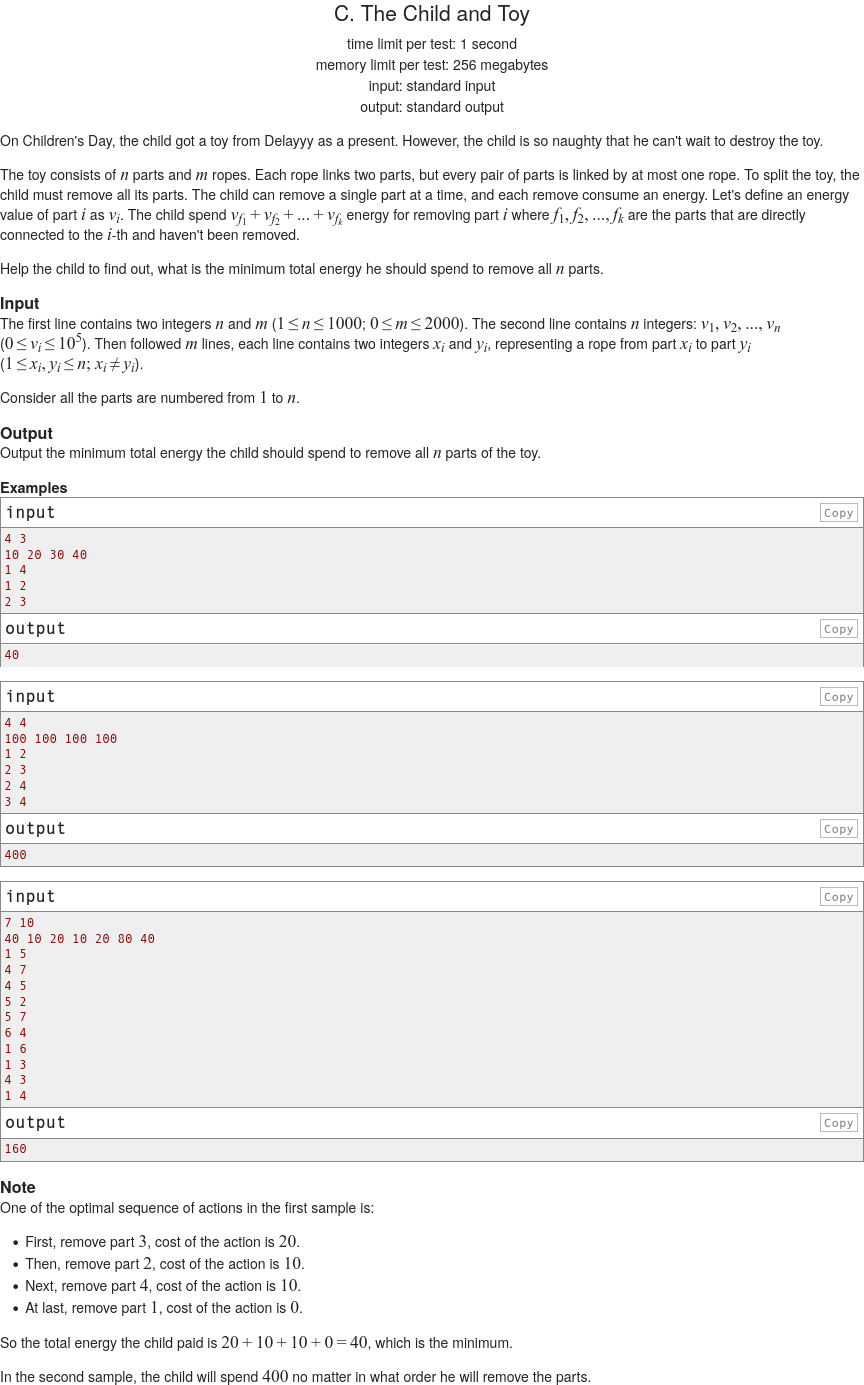 C. The Child and Toy
time limit per test: 1 second
memory limit per test: 256 megabytes
input: standard input
output: standard output
On Children's Day, the child got a toy from Delayyy as a present. However, the child is so naughty that he can't wait to destroy the toy.
The toy consists of n parts and m ropes. Each rope links two parts, but every pair of parts is linked by at most one rope. To split the toy, the
child must remove all its parts. The child can remove a single part at a time, and each remove consume an energy. Let's define an energy
value of part i as v_i. The child spend v_{f_1} + v_{f_2} + ... + v_{f_k} energy for removing part i where f_1, f_2, ..., f_k are the parts that are directly
connected to the i-th and haven't been removed.
Help the child to find out, what is the minimum total energy he should spend to remove all n parts.
Input
The first line contains two integers n and m (1 ≤ n ≤ 1000; 0 ≤ m ≤ 2000). The second line contains n integers: v_1, v_2, ..., v_n
(0 ≤ v_i ≤ 10^5). Then followed m lines, each line contains two integers x_i and y_i, representing a rope from part x_i to part y_i
(1 ≤ x_i, y_i ≤ n; x_i ≠ y_i).
Consider all the parts are numbered from 1 to n.
Output
Output the minimum total energy the child should spend to remove all n parts of the toy.
Examples
input Copy
4 3
10 20 30 40
1 4
1 2
2 3
output Copy
40
input Copy
4 4
100 100 100 100
1 2
2 3
2 4
3 4
output Copy
400
input Copy
7 10
40 10 20 10 20 80 40
1 5
4 7
4 5
5 2
5 7
6 4
1 6
1 3
4 3
1 4
output Copy
160
Note
One of the optimal sequence of actions in the first sample is:
• First, remove part 3, cost of the action is 20.
• Then, remove part 2, cost of the action is 10.
• Next, remove part 4, cost of the action is 10.
• At last, remove part 1, cost of the action is 0.
So the total energy the child paid is 20 + 10 + 10 + 0 = 40, which is the minimum.
In the second sample, the child will spend 400 no matter in what order he will remove the parts.